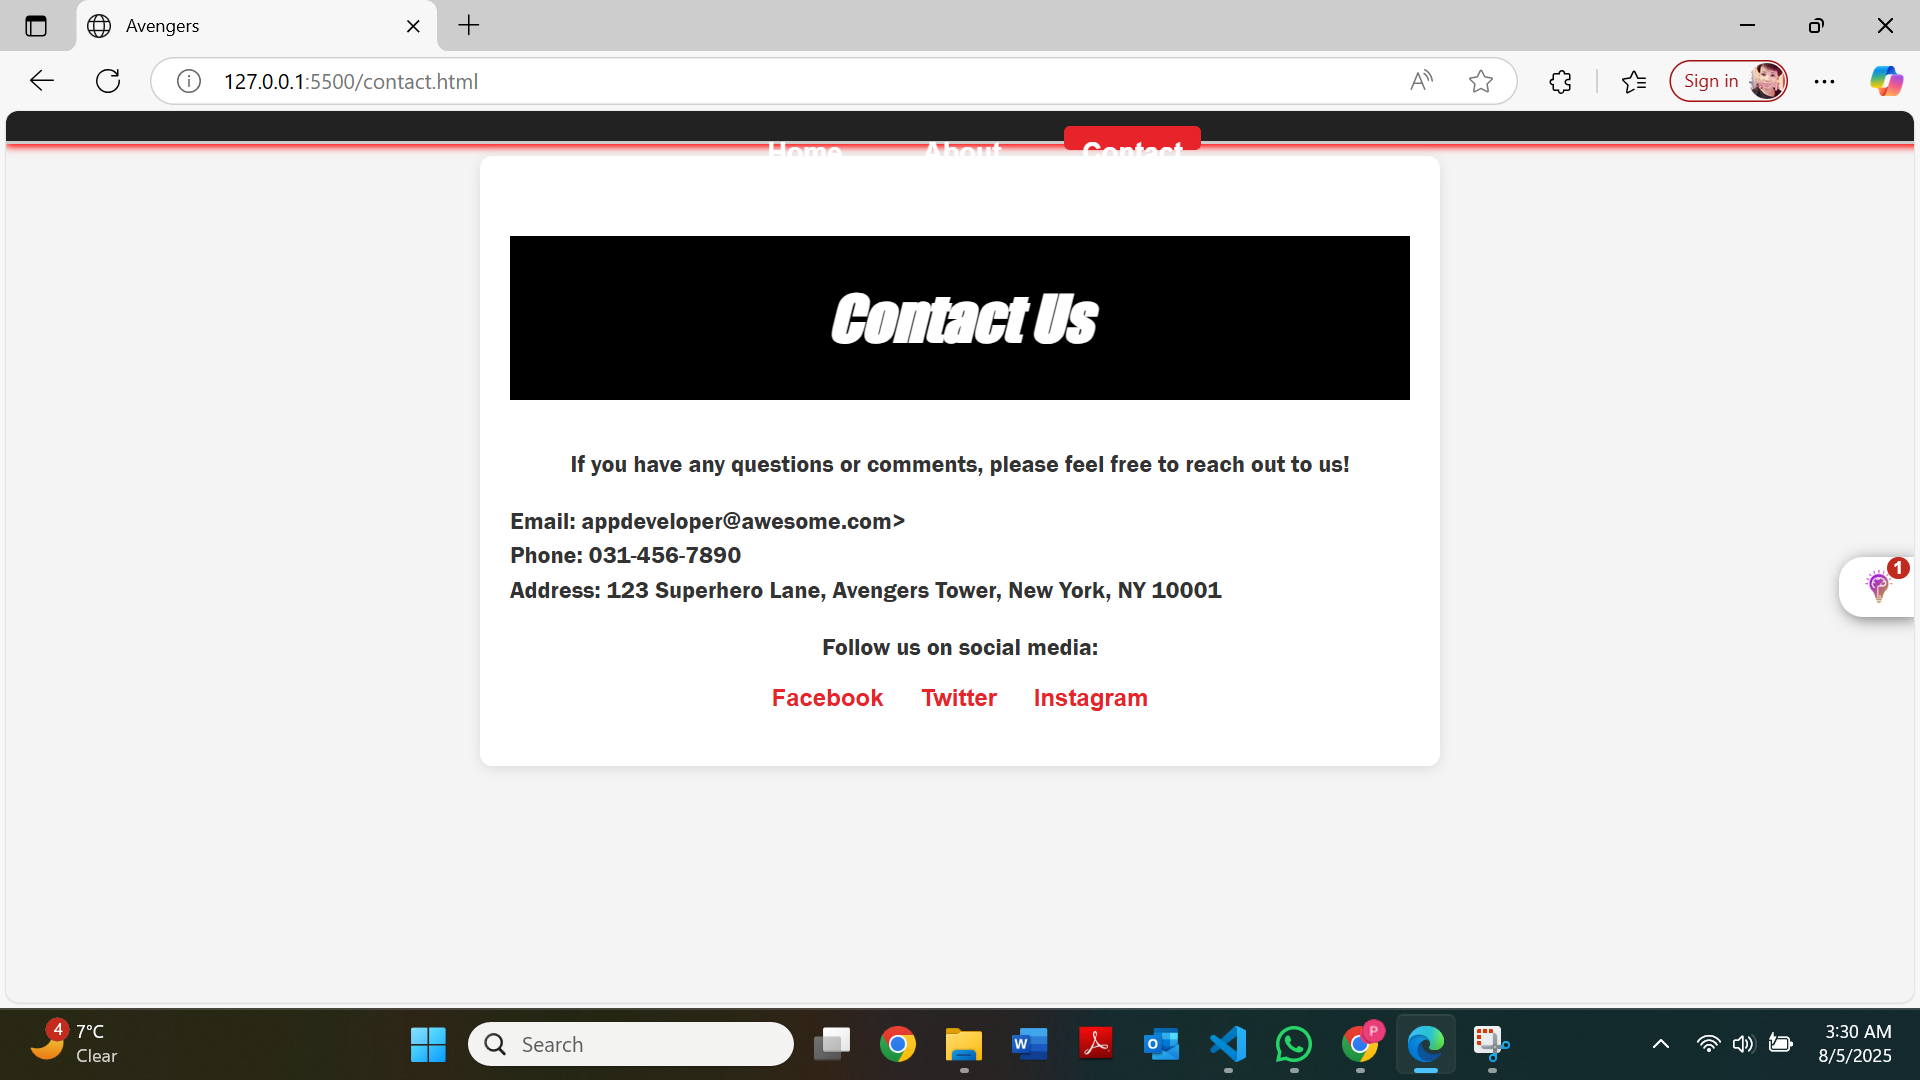 Avengers
127.0.0.1:5500/contact.html
Sign in
Home About Contact
Contact Us
If you have any questions or comments, please feel free to reach out to us!
Email: appdeveloper@awesome.com>
Phone: 031-456-7890
Address: 123 Superhero Lane, Avengers Tower, New York, NY 10001
1
Follow us on social media:
Facebook Twitter Instagram
4
7°C
Clear
Search
P
3:30 AM
8/5/2025